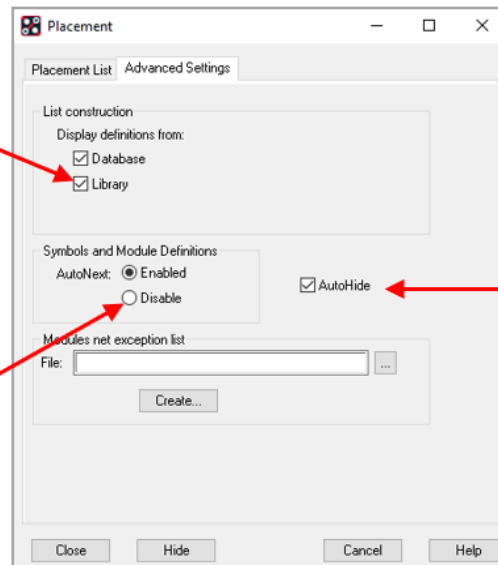 Placement
Placement List
Advanced Settings
List construction
Display definitions from:
Database
Library
Symbols and Module Definitions
AutoNext:
Enabled
Disable
AutoHide
Modules net exception list
File:
...
Create...
Close
Hide
Cancel
Help